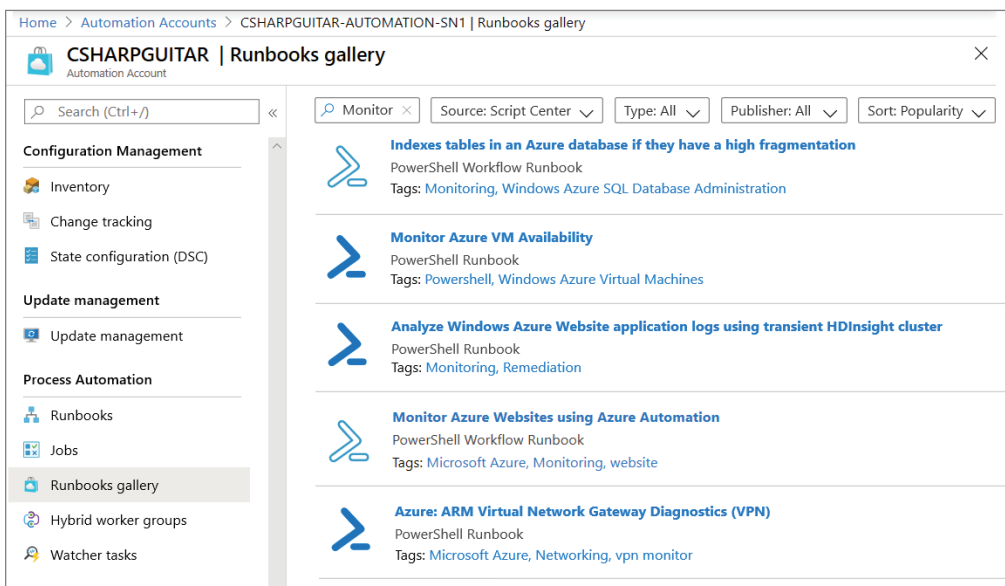 Home > Automation Accounts > CSHARPGUITAR-AUTOMATION-SN1 | Runbooks gallery
CSHARPGUITAR | Runbooks gallery
Automation Account
Search (Ctrl+/)
Configuration Management
Inventory
Change tracking
State configuration (DSC)
Update management
Update management
Process Automation
Runbooks
Jobs
Runbooks gallery
Hybrid worker groups
Watcher tasks
Monitor
Source: Script Center
Type: All
Publisher: All
Sort: Popularity
Indexes tables in an Azure database if they have a high fragmentation
PowerShell Workflow Runbook
Tags: Monitoring, Windows Azure SQL Database Administration
Monitor Azure VM Availability
PowerShell Runbook
Tags: Powershell, Windows Azure Virtual Machines
Analyze Windows Azure Website application logs using transient HDInsight cluster
PowerShell Runbook
Tags: Monitoring, Remediation
Monitor Azure Websites using Azure Automation
PowerShell Workflow Runbook
Tags: Microsoft Azure, Monitoring, website
Azure: ARM Virtual Network Gateway Diagnostics (VPN)
PowerShell Runbook
Tags: Microsoft Azure, Networking, vpn monitor